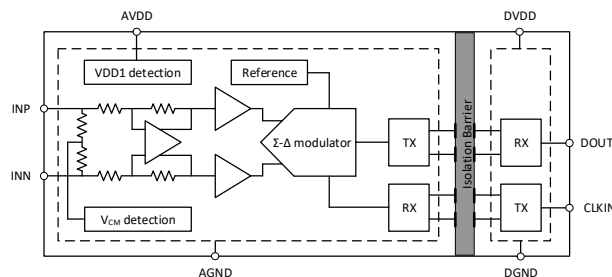 AVDD
DVDD
VDD1 detection
Reference
INP
Σ-Δ modulator
TX
Isolation Barrier
RX
DOUT
INN
VCM detection
RX
TX
CLKIN
AGND
DGND